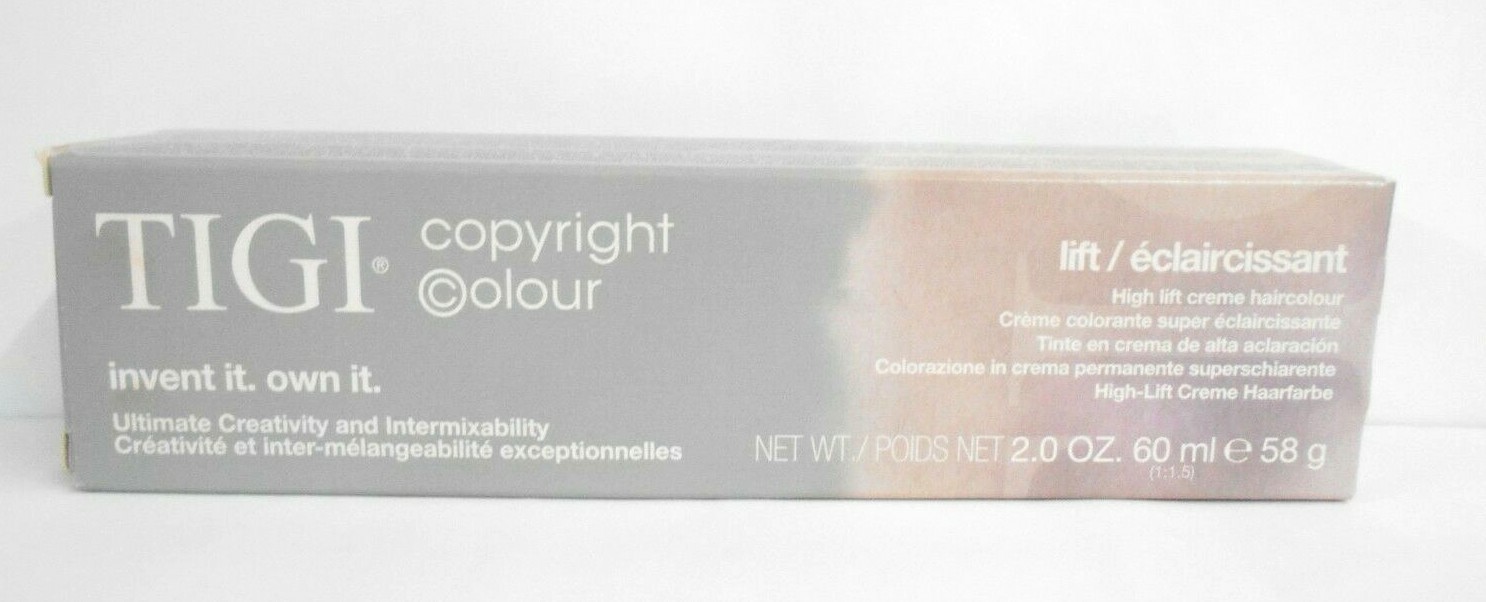 TIGI®
copyright
©olour
invent it. own it.
Ultimate Creativity and Intermixability
Créativité et inter-mélangeabilité exceptionnelles
lift / éclaircissant
High lift creme haircolour
Crème colorante super éclaircissante
Tinte en crema de alta aclaración
Colorazione in crema permanente superschiarente
High-Lift Creme Haarfarbe
NET WT./ POIDS NET 2.0 OZ. 60 ml ℮ 58 g
(1:1.5)